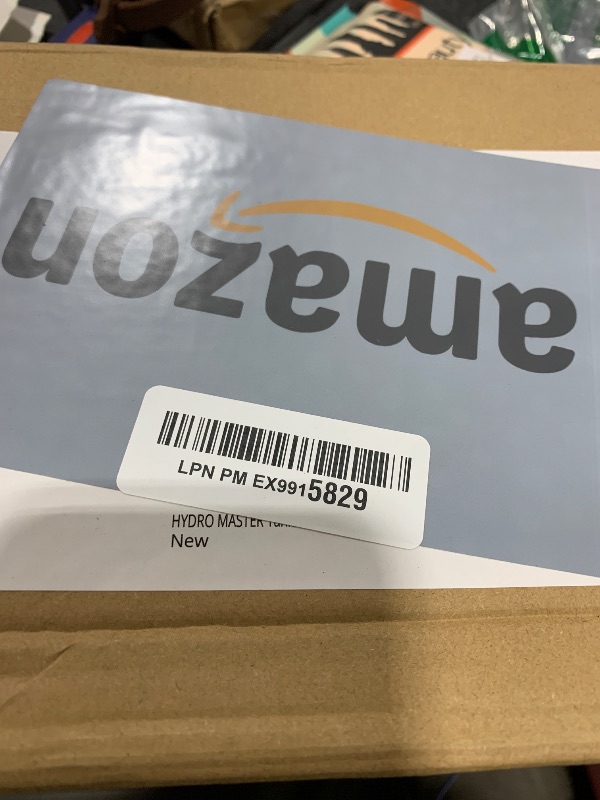 amazon
LPN PM EX9915829
HYDRO MASTER
New